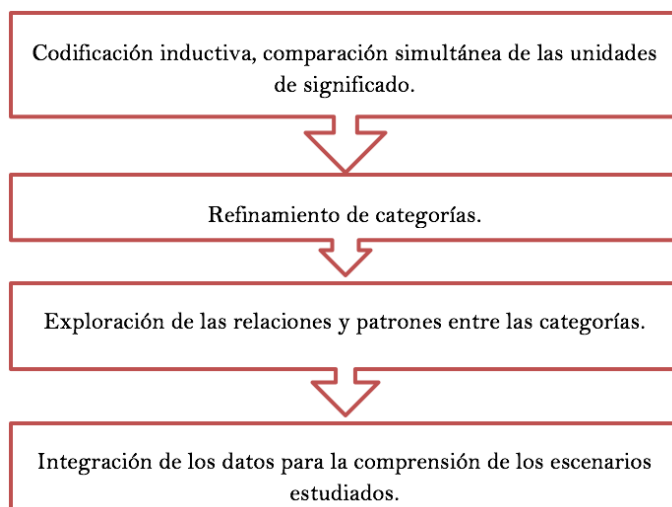 Codificación inductiva, comparación simultánea de las unidades
de significado.
Refinamiento de categorías.
Exploración de las relaciones y patrones entre las categorías.
Integración de los datos para la comprensión de los escenarios
estudiados.